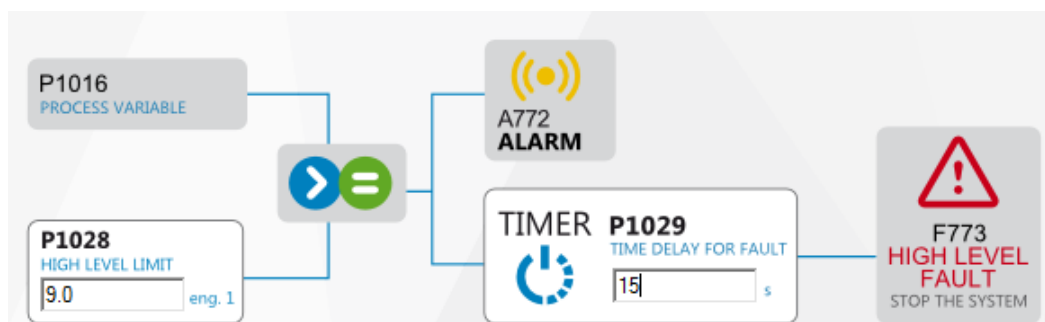 P1016
PROCESS VARIABLE
P1028
HIGH LEVEL LIMIT
9.0
eng. 1
A772
ALARM
TIMER
P1029
TIME DELAY FOR FAULT
15
s
F773
HIGH LEVEL
FAULT
STOP THE SYSTEM